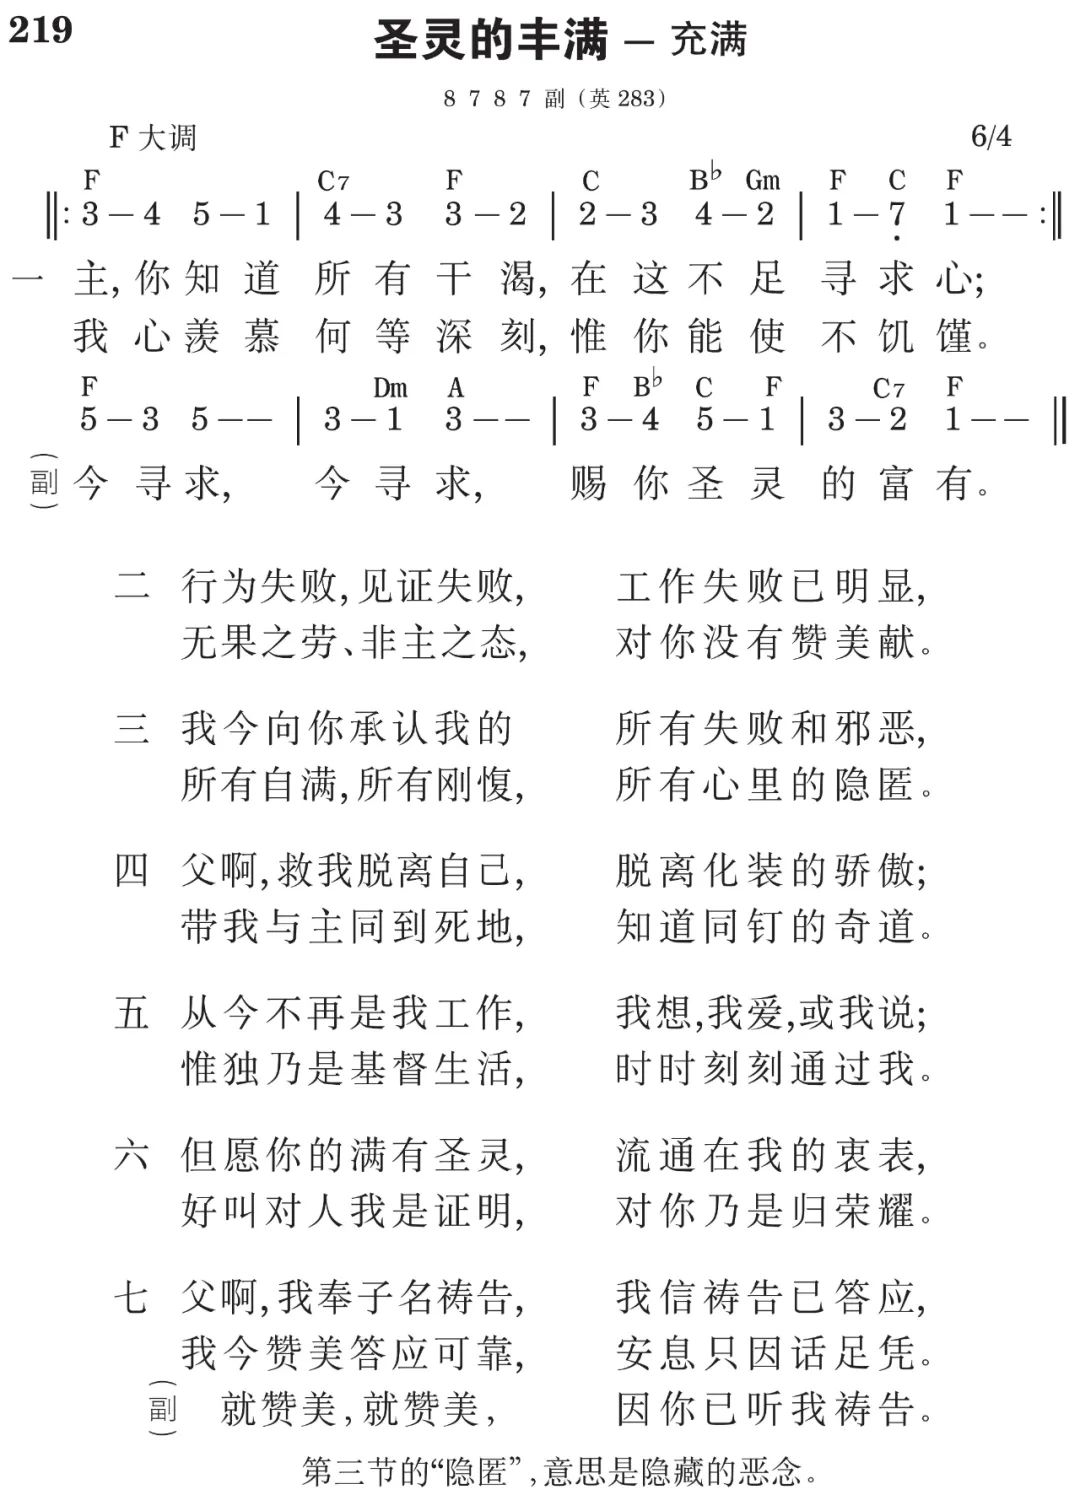 219
圣灵的丰满 — 充满
8 7 8 7 副（英 283）
F 大调 6/4
F C7 F C B♭ Gm F C F
‖: 3 – 4 5 – 1 | 4 – 3 3 – 2 | 2 – 3 4 – 2 | 1 – 7̣ 1 – – :‖
一 主, 你知道 所有干渴, 在这不足寻求心;
我心羡慕 何等深刻, 惟你能使不饥馑。
F Dm A F B♭ C F C7 F
5 – 3 5 – – | 3 – 1 3 – – | 3 – 4 5 – 1 | 3 – 2 1 – – ‖
（副）今寻求, 今寻求, 赐你圣灵的富有。
二 行为失败, 见证失败, 工作失败已明显,
无果之劳、非主之态, 对你没有赞美献。
三 我今向你承认我的 所有失败和邪恶,
所有自满, 所有刚愎, 所有心里的隐匿。
四 父啊, 救我脱离自己, 脱离化装的骄傲;
带我与主同到死地, 知道同钉的奇道。
五 从今不再是我工作, 我想,我爱,或我说;
惟独乃是基督生活, 时时刻刻通过我。
六 但愿你的满有圣灵, 流通在我的衷表,
好叫对人我是证明, 对你乃是归荣耀。
七 父啊, 我奉子名祷告, 我信祷告已答应,
我今赞美答应可靠, 安息只因话足凭。
（副） 就赞美, 就赞美, 因你已听我祷告。
第三节的“隐匿”, 意思是隐藏的恶念。